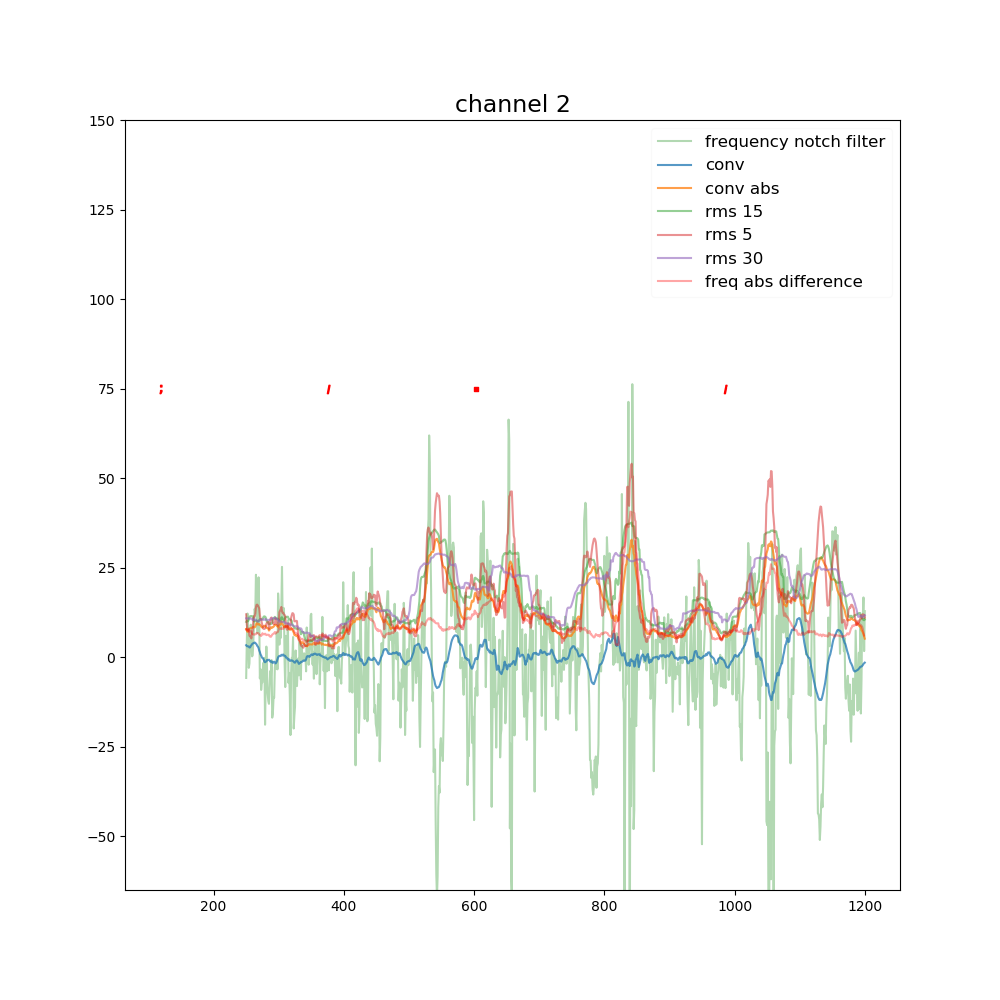 channel 2
150
125
100
75
50
25
0
−25
−50
200 400 600 800 1000 1200
frequency notch filter
conv
conv abs
rms 15
rms 5
rms 30
freq abs difference
; / . /